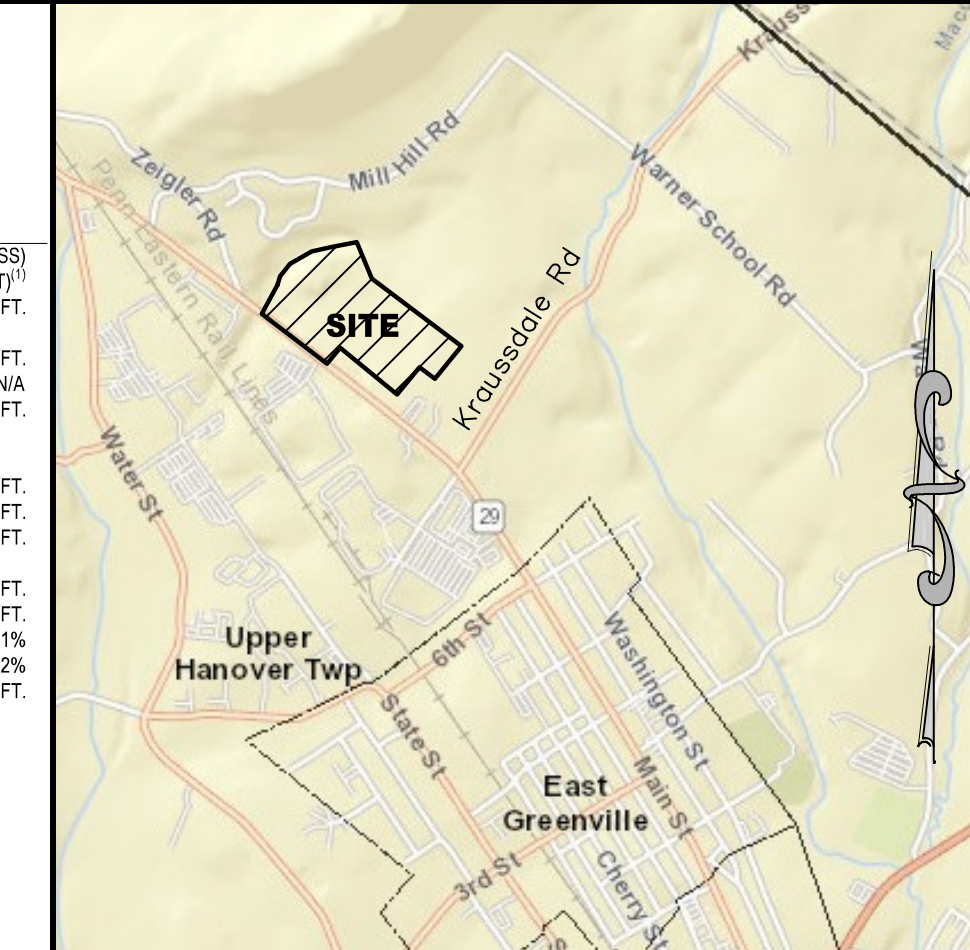 SS)
T)(1)
FT.
FT.
N/A
FT.
FT.
FT.
FT.
FT.
FT.
1%
2%
FT.
Zeigler Rd
Penn Eastern Rail Lines
Mill Hill Rd
Warner School Rd
SITE
Kraussdale Rd
Water St
29
Upper
Hanover Twp
6th St
State St
Washington St
Main St
East
Greenville
3rd St
Cherry St
Rd